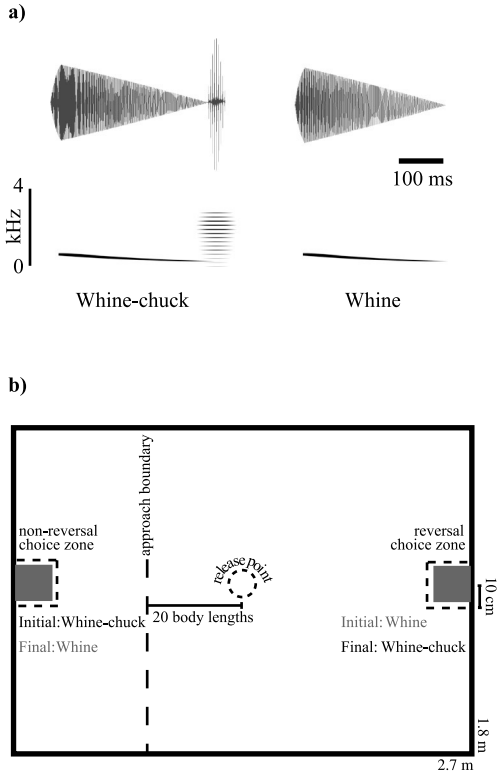 a)
100 ms
4
kHz
0
Whine-chuck
Whine
b)
approach boundary
non-reversal
choice zone
release point
reversal
choice zone
20 body lengths
10 cm
Initial: Whine-chuck
Final: Whine
Initial: Whine
Final: Whine-chuck
1.8 m
2.7 m